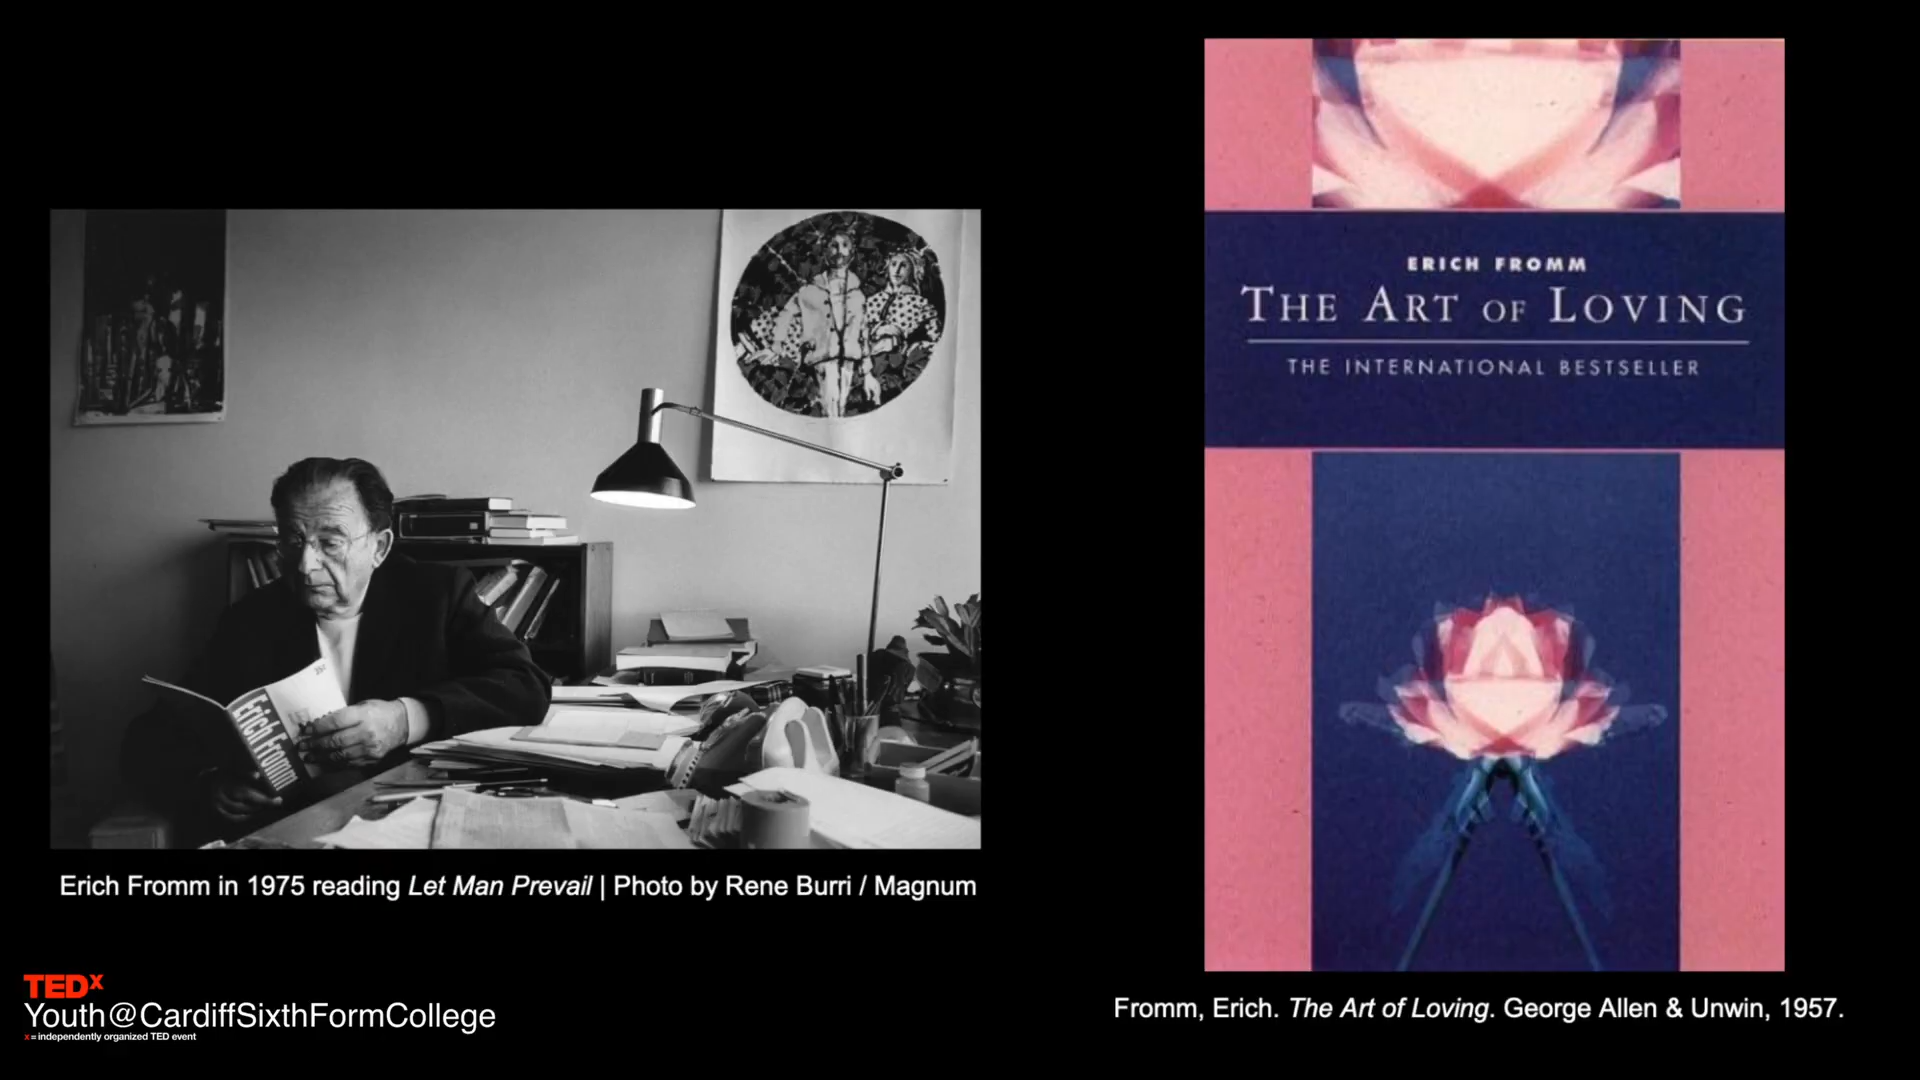 Erich Fromm
Erich Fromm in 1975 reading Let Man Prevail | Photo by Rene Burri / Magnum
ERICH FROMM
THE ART OF LOVING
THE INTERNATIONAL BESTSELLER
Fromm, Erich. The Art of Loving. George Allen & Unwin, 1957.
TEDx
Youth@CardiffSixthFormCollege
x = independently organized TED event